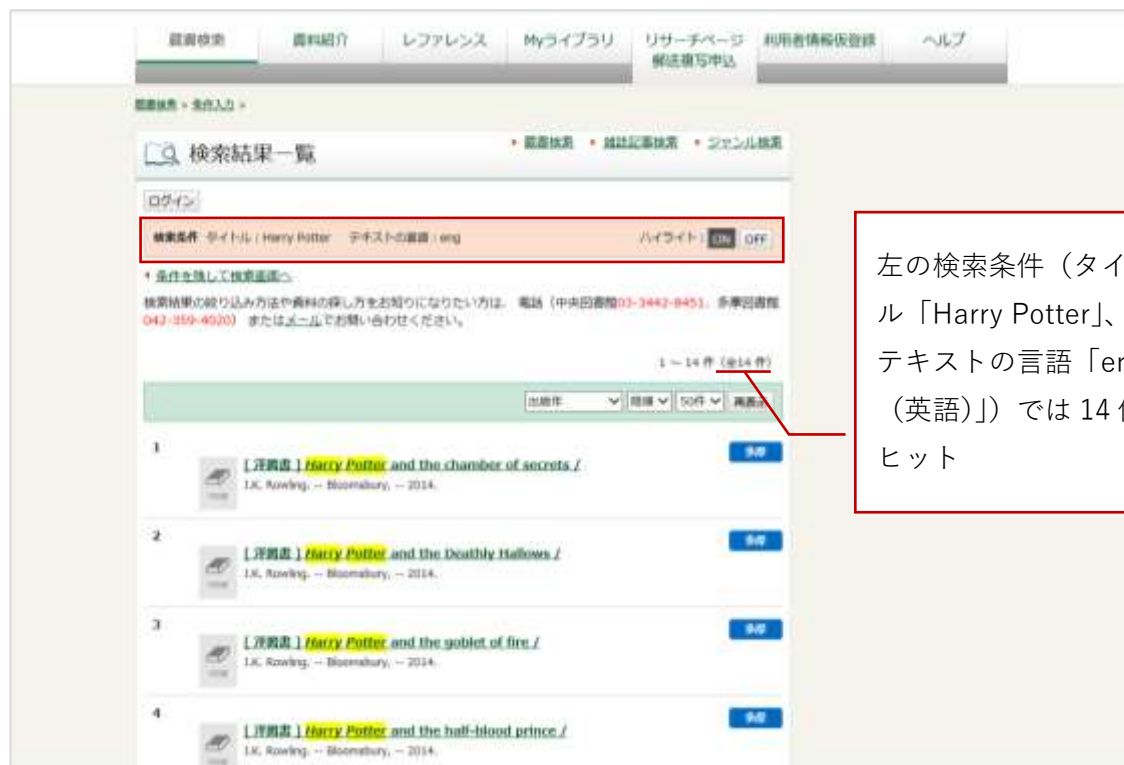 蔵書検索 資料紹介 レファレンス Myライブラリ リサーチページ 利用者情報仮登録 ヘルプ
郵送複写申込
蔵書検索 > 条件入力 >
検索結果一覧
蔵書検索 雑誌記事検索 ジャンル検索
ログイン
検索条件 タイトル : Harry Potter テキストの言語 : eng ハイライト : ON OFF
条件を残して検索画面へ
検索結果の絞り込み方法や資料の探し方をお知りになりたい方は、 電話（中央図書館03-3442-8451、多摩図書館
042-359-4020） またはメールでお問い合わせください。
1 ～ 14 件（全14 件）
出版年 降順 50件 再表示
1
[ 洋図書 ] Harry Potter and the chamber of secrets /
J.K. Rowling. -- Bloomsbury, -- 2014.
2
[ 洋図書 ] Harry Potter and the Deathly Hallows /
J.K. Rowling. -- Bloomsbury, -- 2014.
3
[ 洋図書 ] Harry Potter and the goblet of fire /
J.K. Rowling. -- Bloomsbury, -- 2014.
4
[ 洋図書 ] Harry Potter and the half-blood prince /
J.K. Rowling. -- Bloomsbury, -- 2014.
左の検索条件（タイ
ル「Harry Potter」、
テキストの言語「en
（英語）」）では 14 件
ヒット